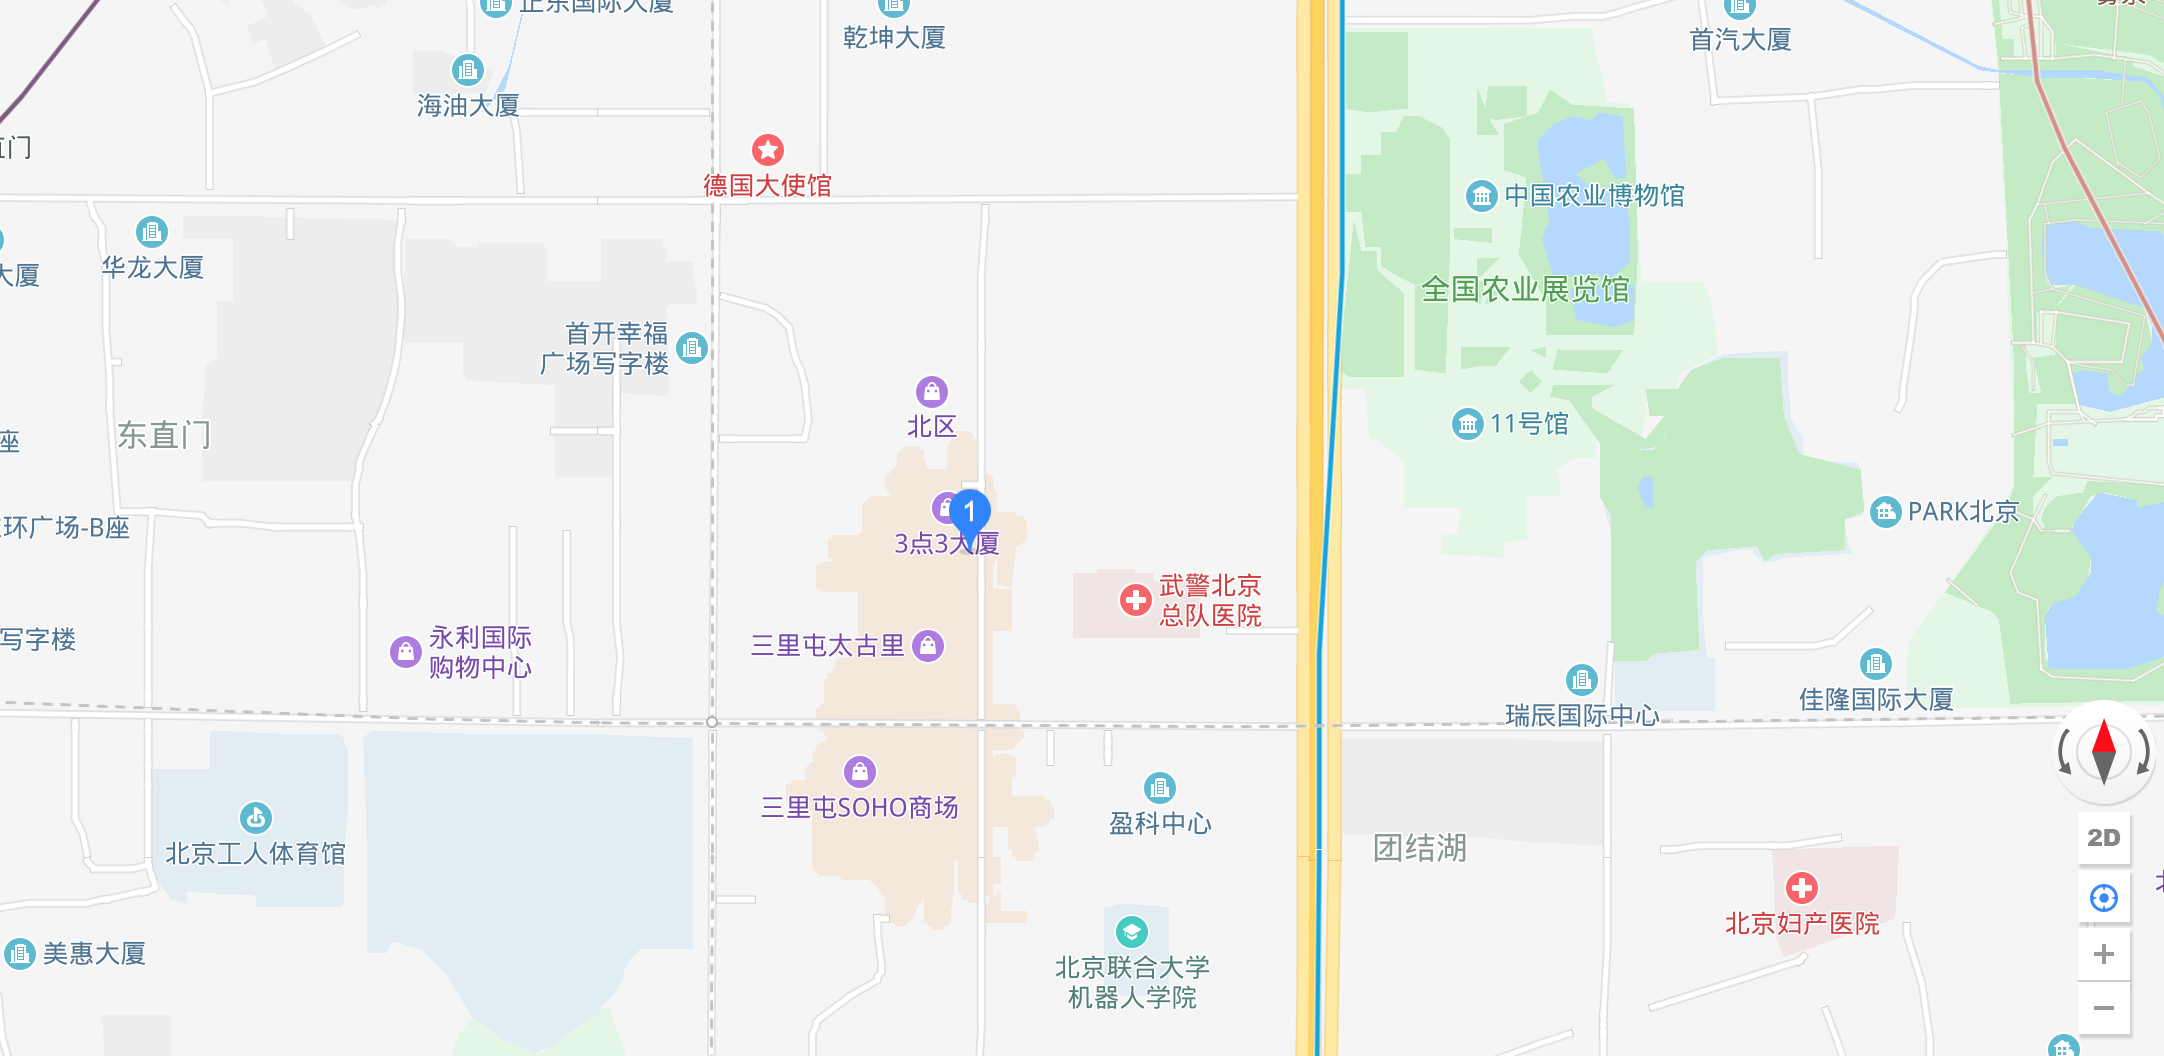 正东国际大厦
乾坤大厦
首汽大厦
海油大厦
德国大使馆
中国农业博物馆
大厦
华龙大厦
全国农业展览馆
首开幸福
广场写字楼
北区
11号馆
座
东直门
PARK北京
环广场-B座
1
3点3大厦
武警北京
总队医院
写字楼
永利国际
购物中心
三里屯太古里
佳隆国际大厦
瑞辰国际中心
三里屯SOHO商场
盈科中心
2D
北京工人体育馆
团结湖
北京妇产医院
美惠大厦
北京联合大学
机器人学院